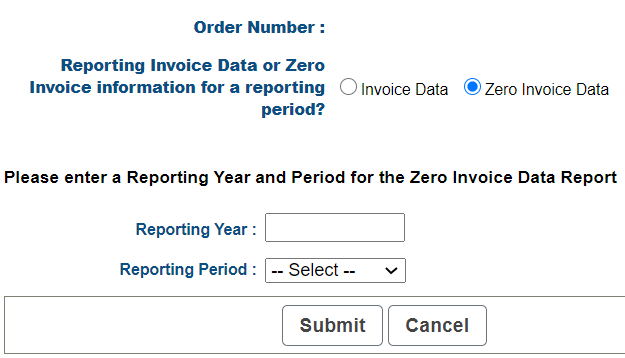 Order Number :
Reporting Invoice Data or Zero
Invoice information for a reporting
period?
Invoice Data Zero Invoice Data
Please enter a Reporting Year and Period for the Zero Invoice Data Report
Reporting Year :
Reporting Period : -- Select --
Submit Cancel